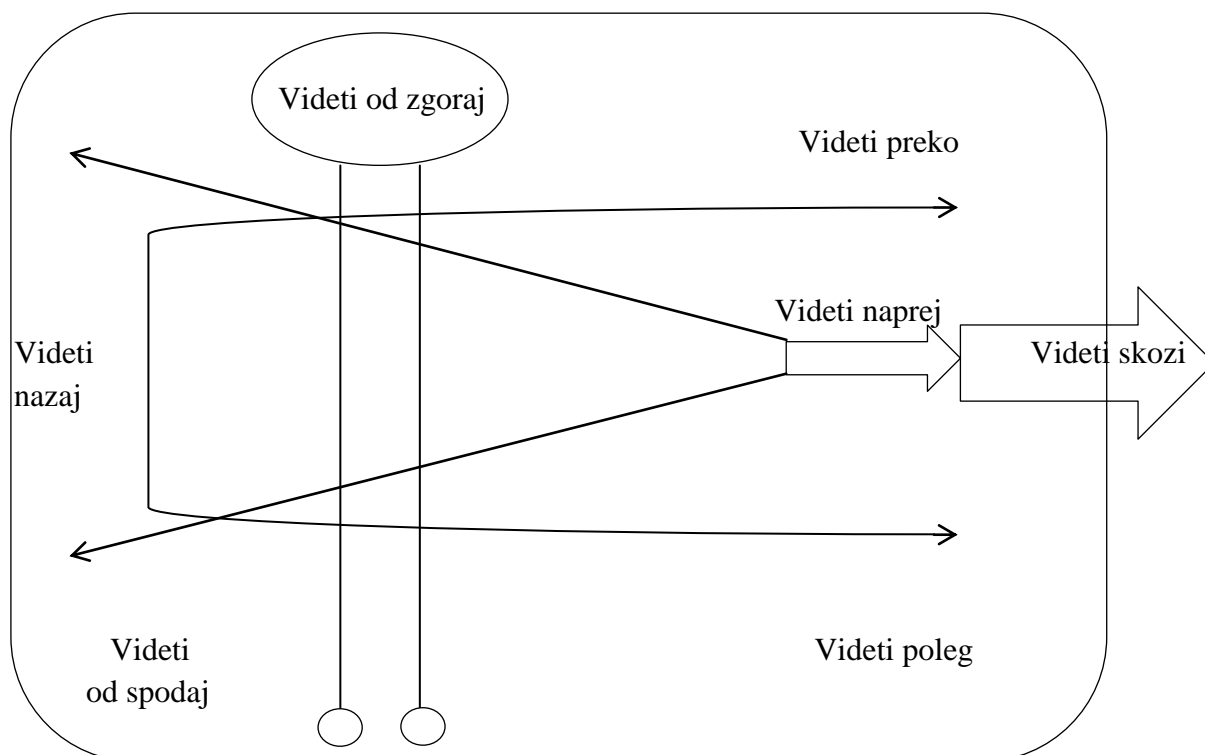 Videti od zgoraj
Videti preko
Videti naprej
Videti
nazaj
Videti skozi
Videti
od spodaj
Videti poleg